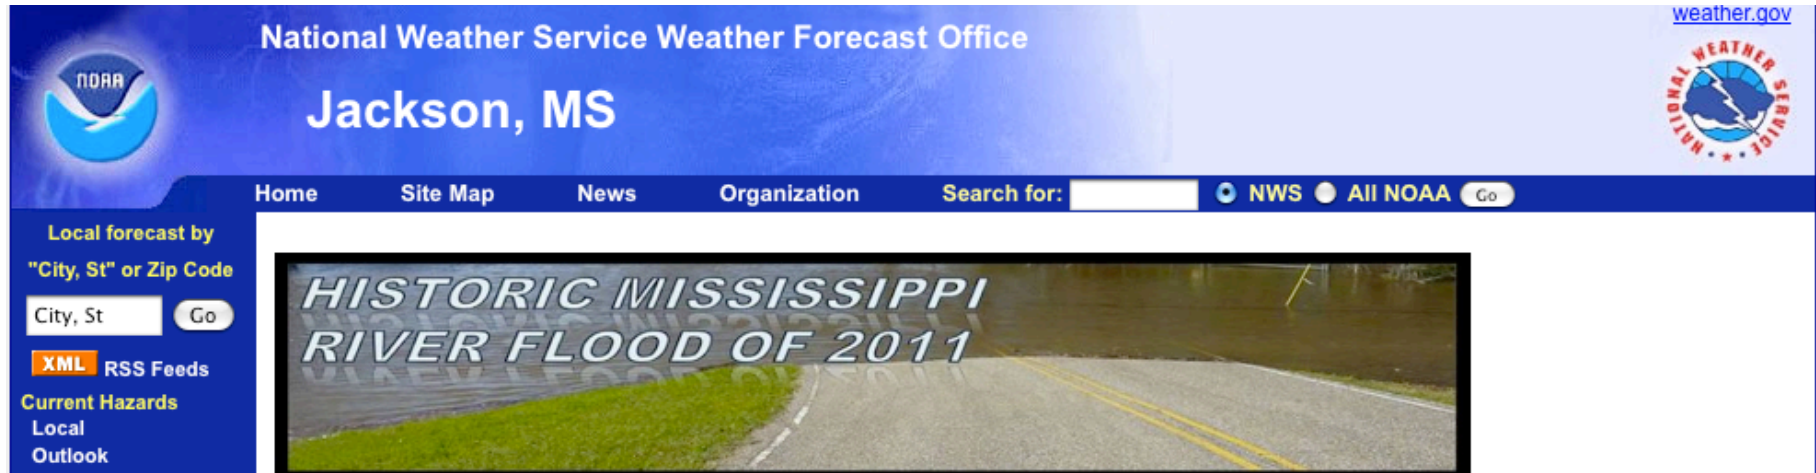 weather.gov
National Weather Service Weather Forecast Office
NOAA
Jackson, MS
NATIONAL WEATHER SERVICE
Home Site Map News Organization Search for: NWS All NOAA Go
Local forecast by
"City, St" or Zip Code
City, St Go
XML RSS Feeds
Current Hazards
Local
Outlook
HISTORIC MISSISSIPPI
RIVER FLOOD OF 2011